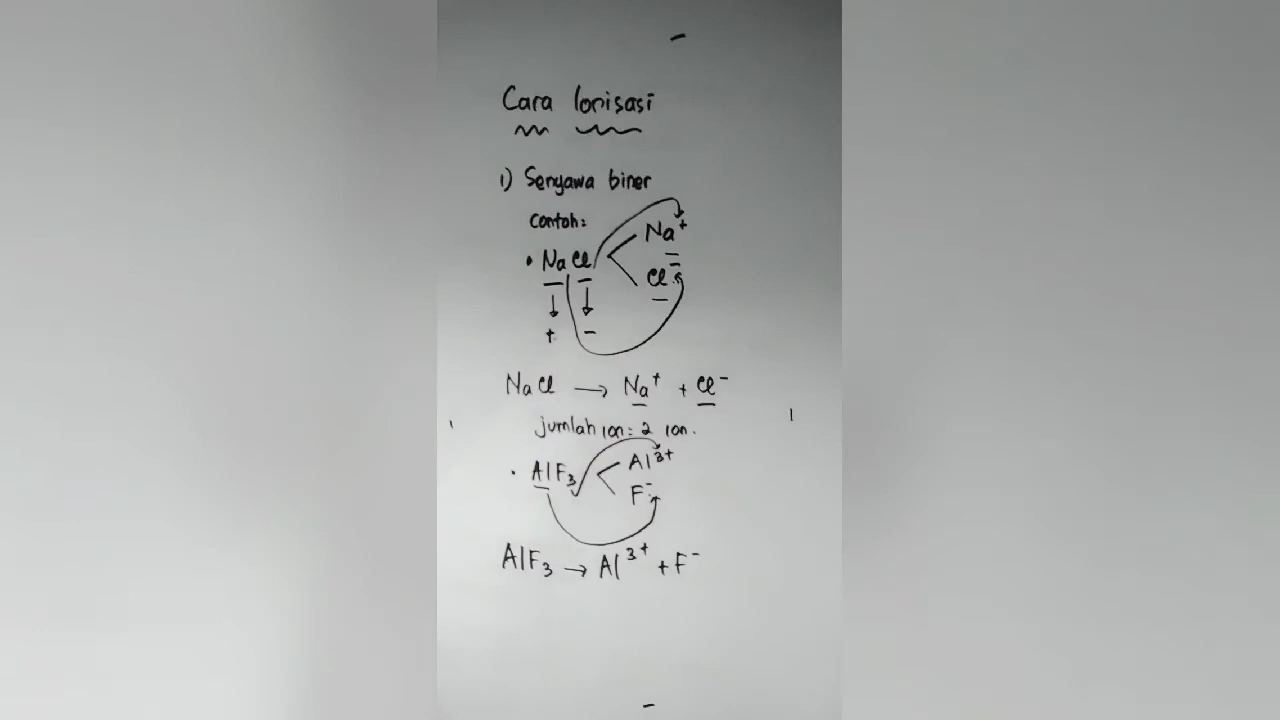 Cara Ionisasi
1) Senyawa biner
Contoh:
• NaCl < Na⁺
Cl⁻
+ −
NaCl → Na⁺ + Cl⁻
jumlah ion: 2 ion.
• AlF₃ < Al³⁺
F⁻
AlF₃ → Al³⁺ + F⁻